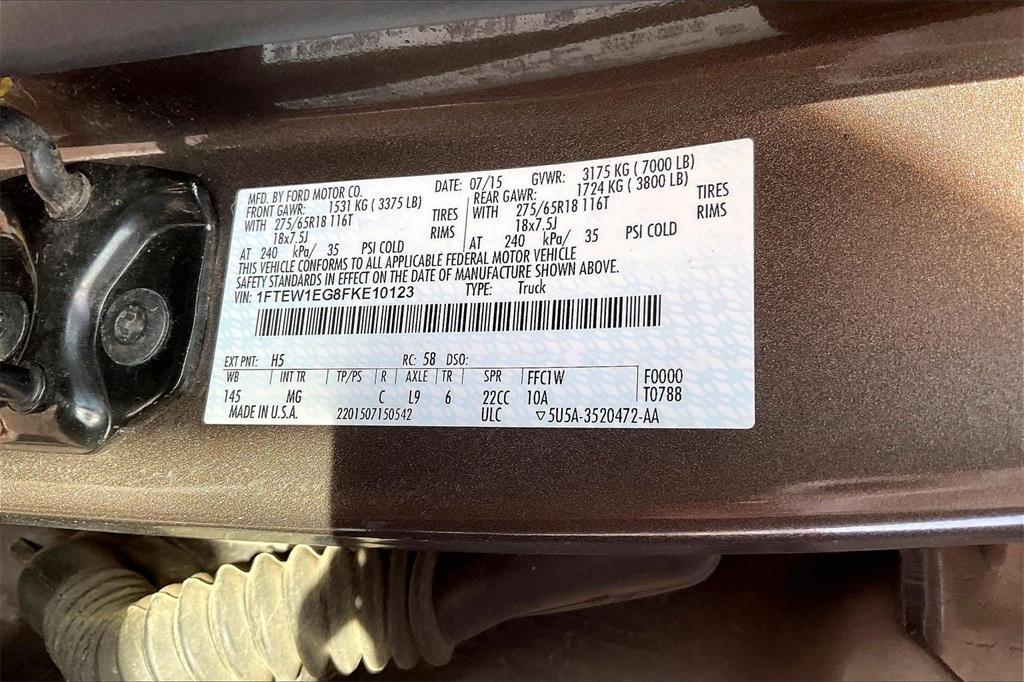 MFD. BY FORD MOTOR CO. DATE: 07/15 GVWR: 3175 KG ( 7000 LB)
FRONT GAWR: 1531 KG ( 3375 LB) REAR GAWR: 1724 KG ( 3800 LB)
WITH 275/65R18 116T TIRES WITH 275/65R18 116T TIRES
18x7.5J RIMS 18x7.5J RIMS
AT 240 kPa/ 35 PSI COLD AT 240 kPa/ 35 PSI COLD
THIS VEHICLE CONFORMS TO ALL APPLICABLE FEDERAL MOTOR VEHICLE
SAFETY STANDARDS IN EFFECT ON THE DATE OF MANUFACTURE SHOWN ABOVE.
VIN: 1FTEW1EG8FKE10123 TYPE: Truck
EXT PNT: H5 RC: 58 DSO:
WB INT TR TP/PS R AXLE TR SPR FFC1W F0000
145 MG C L9 6 22CC 10A T0788
MADE IN U.S.A. 2201507150542 ULC ▽5U5A-3520472-AA